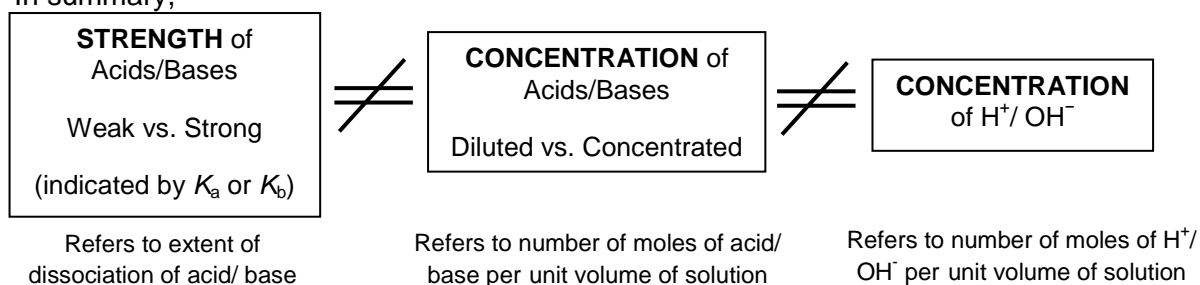 In summary,
STRENGTH of
Acids/Bases
Weak vs. Strong
(indicated by Ka or Kb)
Refers to extent of
dissociation of acid/ base
≠
CONCENTRATION of
Acids/Bases
Diluted vs. Concentrated
Refers to number of moles of acid/
base per unit volume of solution
≠
CONCENTRATION
of H⁺/ OH⁻
Refers to number of moles of H⁺/
OH⁻ per unit volume of solution